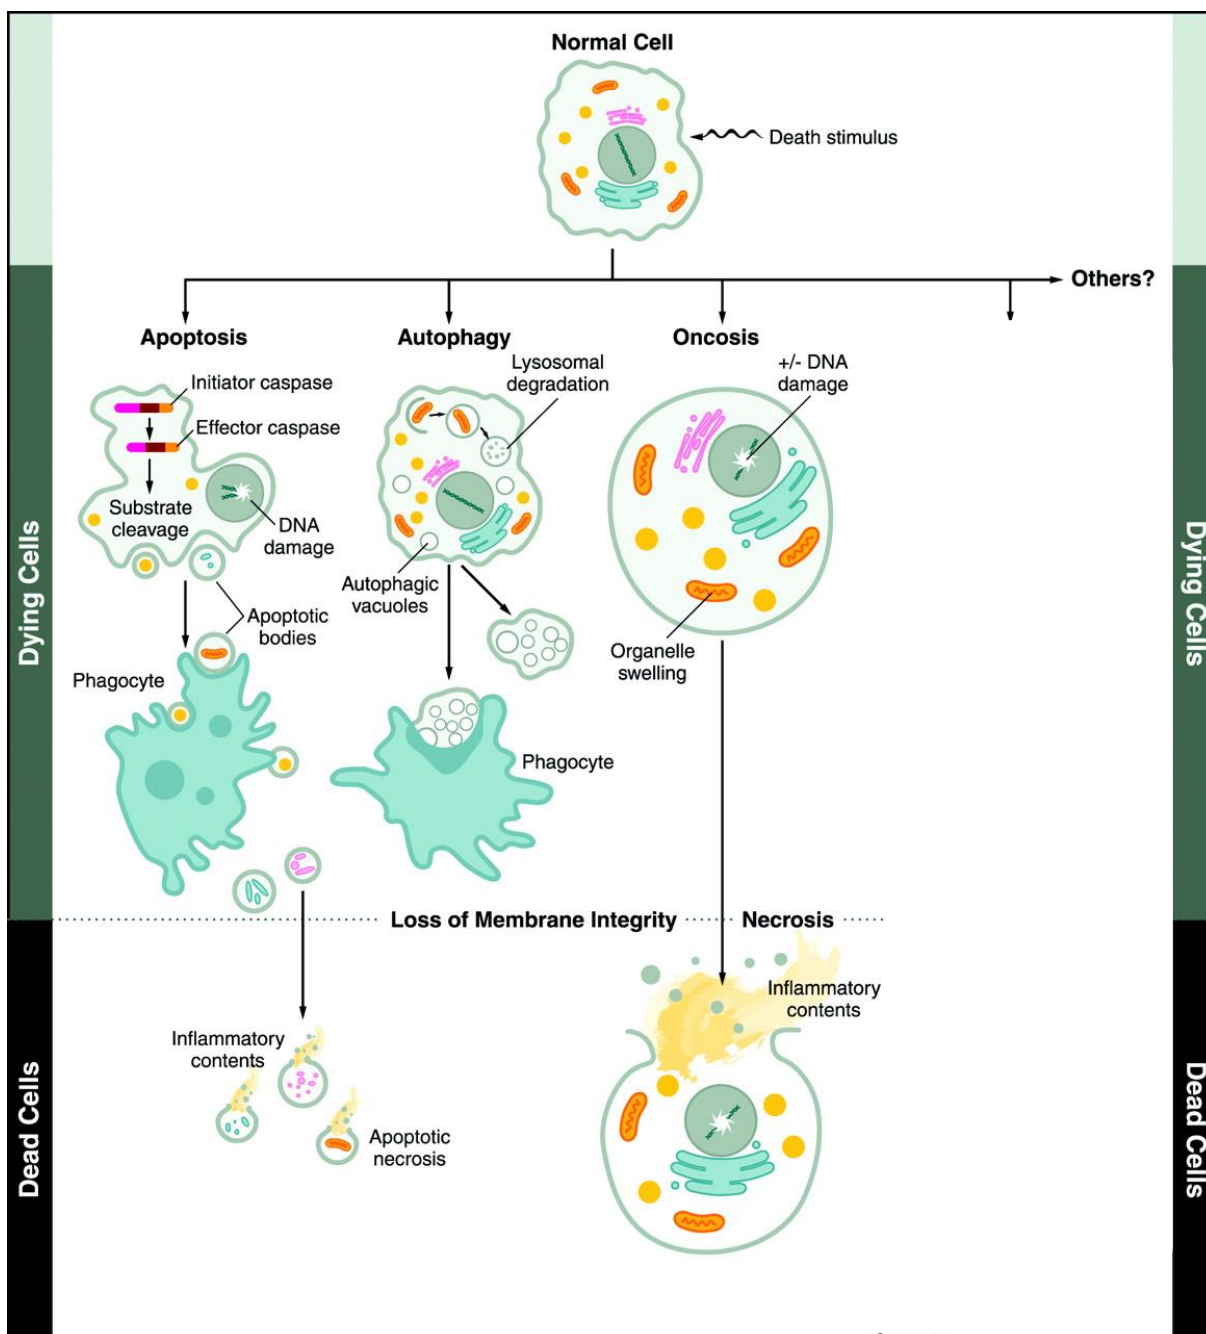 Normal Cell
Death stimulus
Others?
Apoptosis
Autophagy
Oncosis
Initiator caspase
Effector caspase
Substrate
cleavage
DNA
damage
Apoptotic
bodies
Phagocyte
Lysosomal
degradation
Autophagic
vacuoles
Phagocyte
+/- DNA
damage
Organelle
swelling
Dying Cells
Dying Cells
Loss of Membrane Integrity
Necrosis
Inflammatory
contents
Apoptotic
necrosis
Inflammatory
contents
Dead Cells
Dead Cells